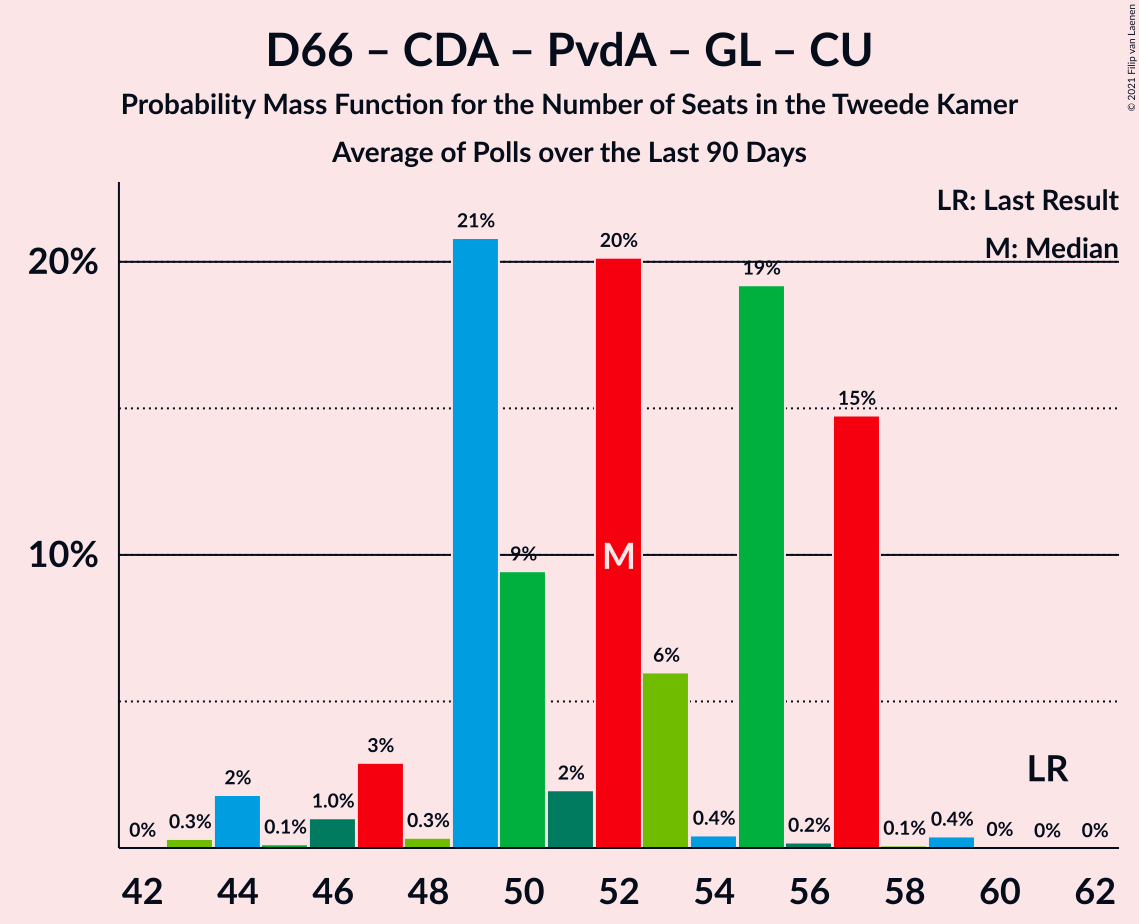 D66 – CDA – PvdA – GL – CU
Probability Mass Function for the Number of Seats in the Tweede Kamer
Average of Polls over the Last 90 Days
© 2021 Filip van Laenen
LR: Last Result
M: Median
20%
10%
0%
0.3%
2%
0.1%
1.0%
3%
0.3%
21%
9%
2%
20%
6%
0.4%
19%
0.2%
15%
0.1%
0.4%
0%
0%
0%
M
LR
42 44 46 48 50 52 54 56 58 60 62